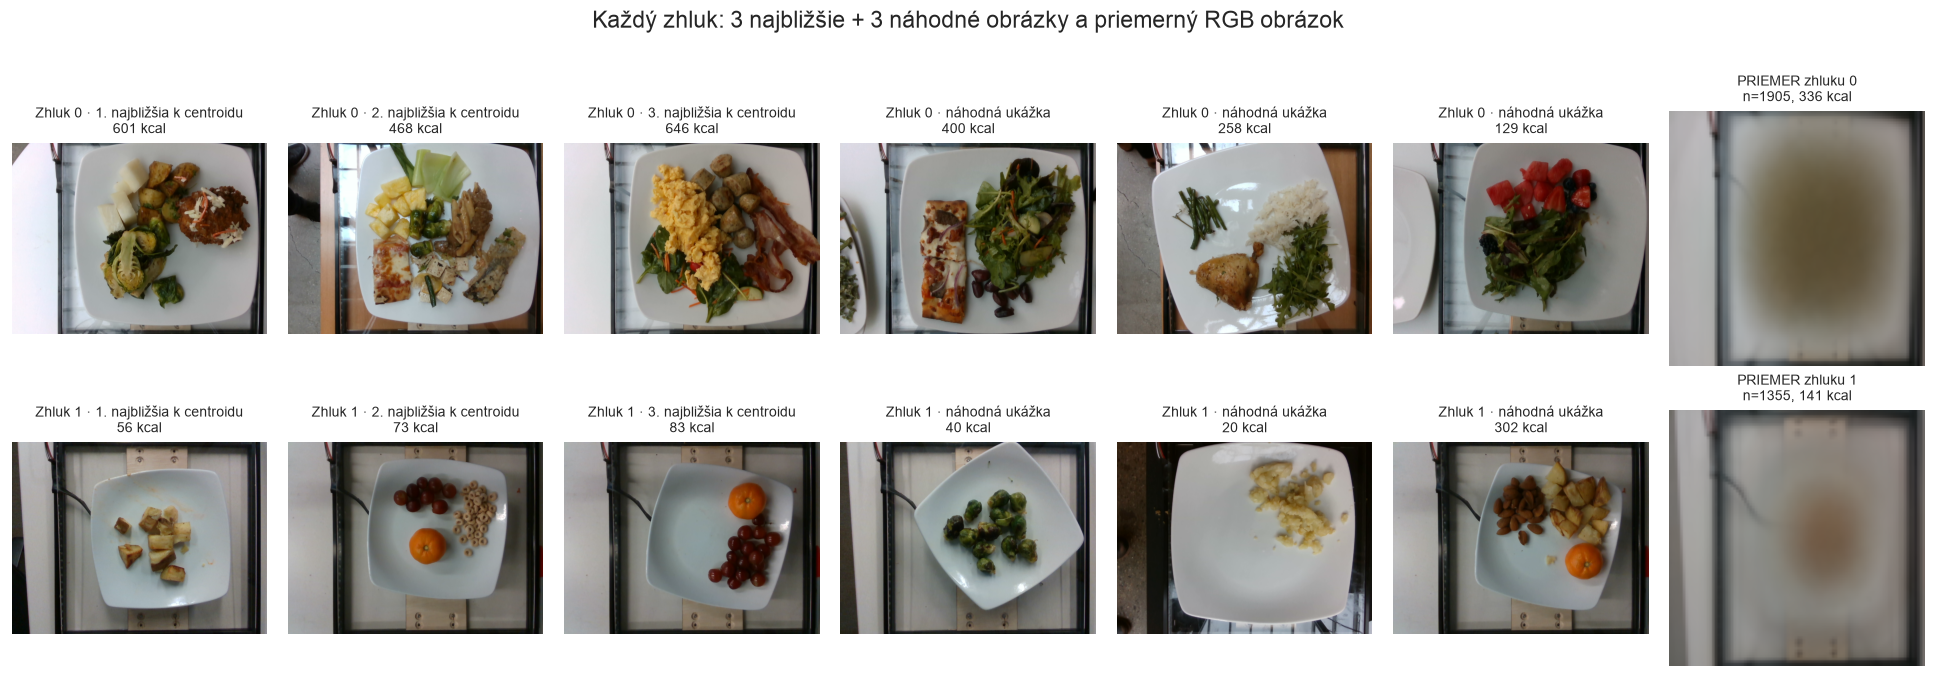 Každý zhluk: 3 najbližšie + 3 náhodné obrázky a priemerný RGB obrázok
Zhluk 0 · 1. najbližšia k centroidu
601 kcal
Zhluk 0 · 2. najbližšia k centroidu
468 kcal
Zhluk 0 · 3. najbližšia k centroidu
646 kcal
Zhluk 0 · náhodná ukážka
400 kcal
Zhluk 0 · náhodná ukážka
258 kcal
Zhluk 0 · náhodná ukážka
129 kcal
PRIEMER zhluku 0
n=1905, 336 kcal
Zhluk 1 · 1. najbližšia k centroidu
56 kcal
Zhluk 1 · 2. najbližšia k centroidu
73 kcal
Zhluk 1 · 3. najbližšia k centroidu
83 kcal
Zhluk 1 · náhodná ukážka
40 kcal
Zhluk 1 · náhodná ukážka
20 kcal
Zhluk 1 · náhodná ukážka
302 kcal
PRIEMER zhluku 1
n=1355, 141 kcal